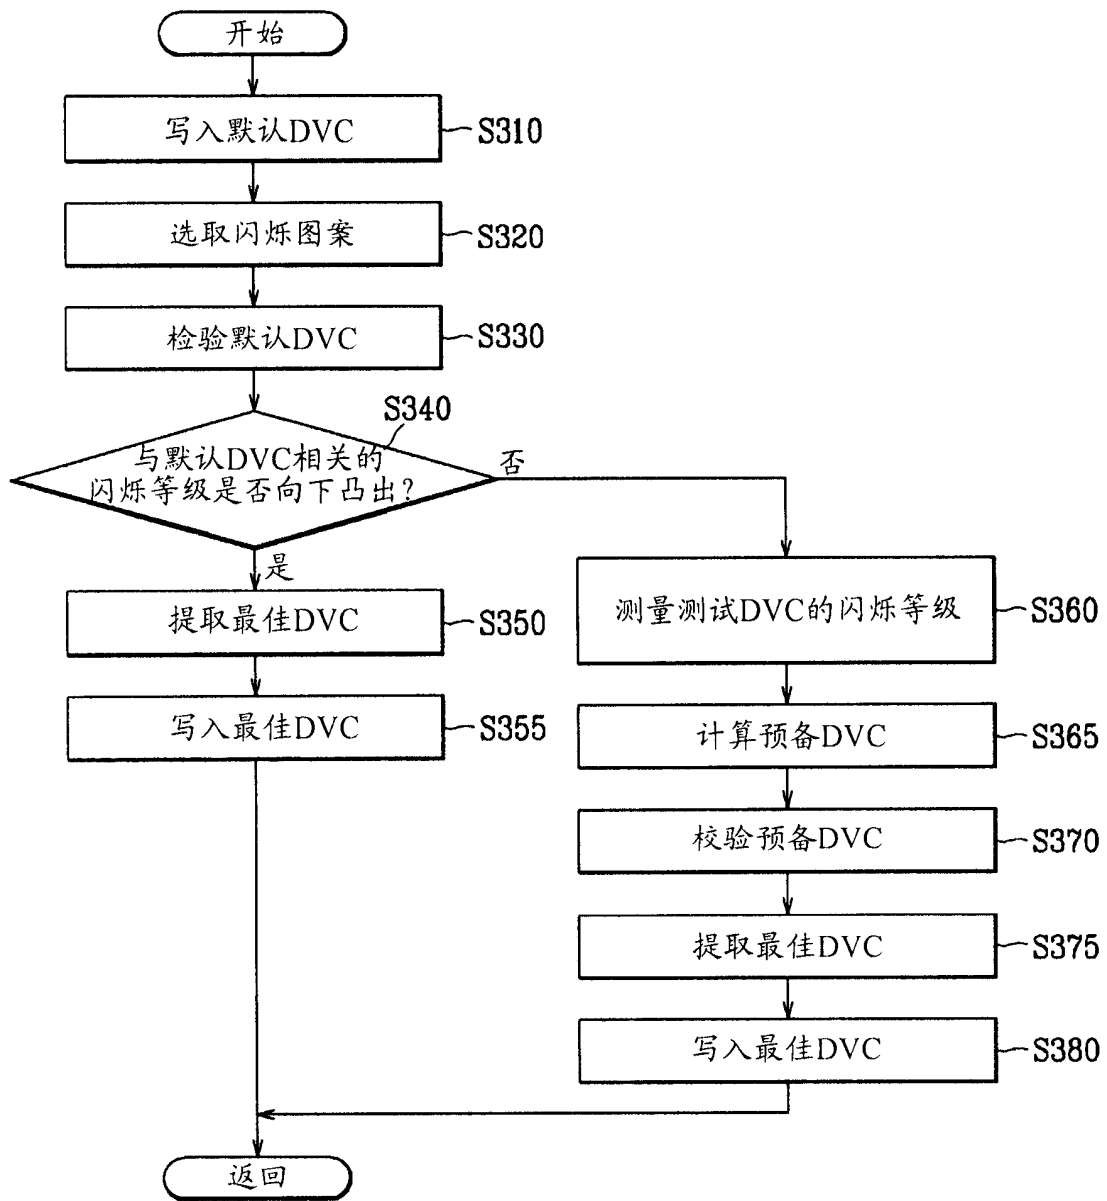 开始
写入默认DVC
S310
选取闪烁图案
S320
检验默认DVC
S330
S340
与默认DVC相关的
闪烁等级是否向下凸出?
否
是
提取最佳DVC
S350
写入最佳DVC
S355
测量测试DVC的闪烁等级
S360
计算预备DVC
S365
校验预备DVC
S370
提取最佳DVC
S375
写入最佳DVC
S380
返回